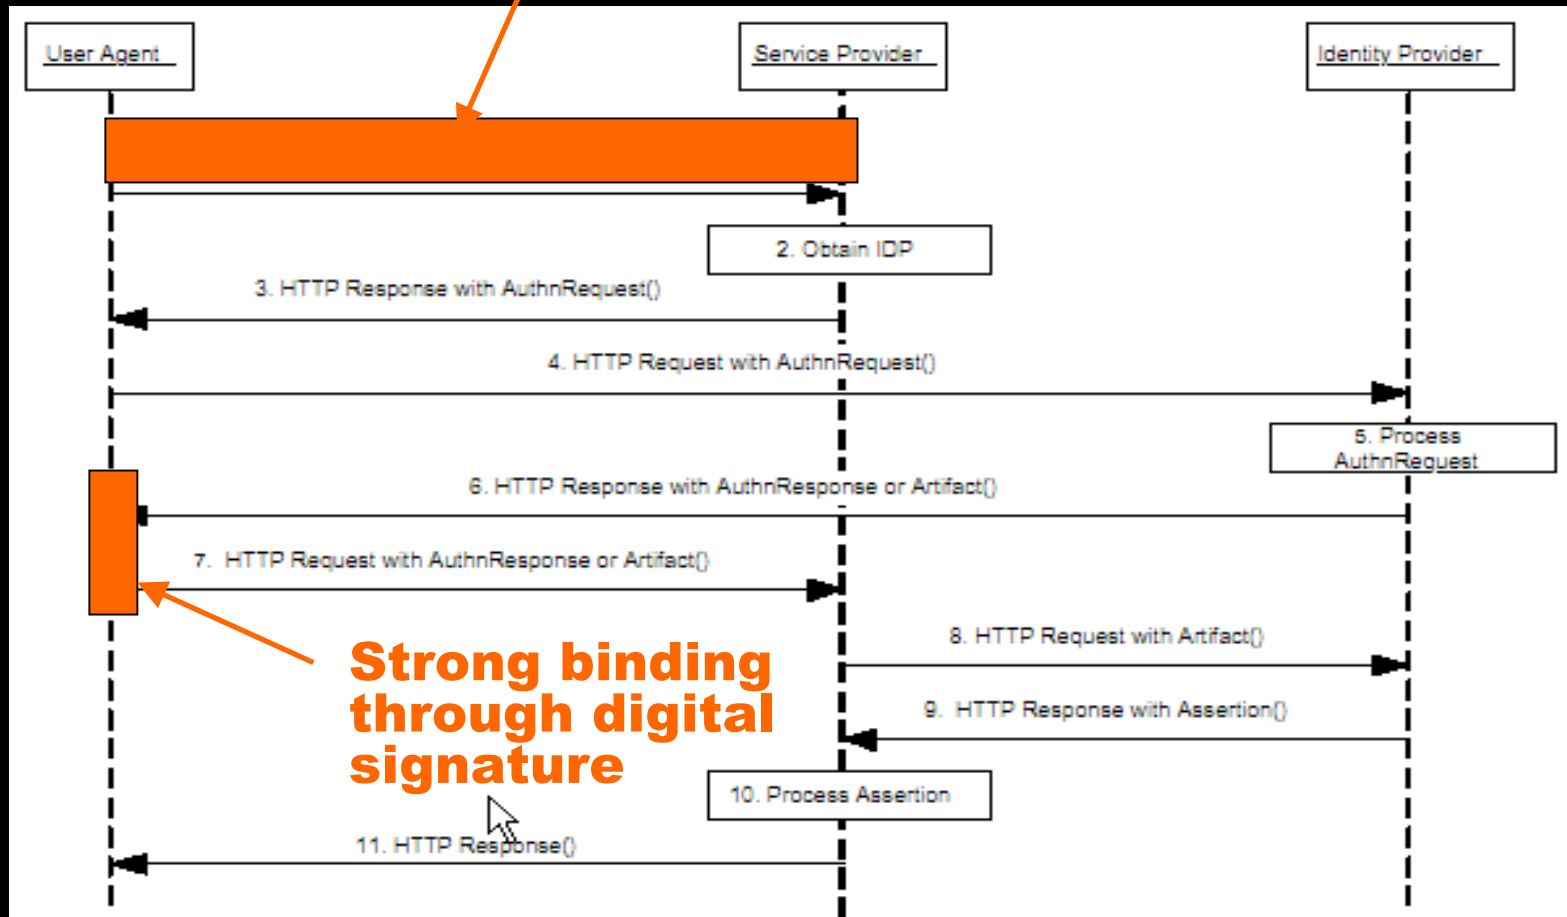 User Agent
Service Provider
Identity Provider
2. Obtain IDP
3. HTTP Response with AuthnRequest()
4. HTTP Request with AuthnRequest()
5. Process
AuthnRequest
6. HTTP Response with AuthnResponse or Artifact()
7. HTTP Request with AuthnResponse or Artifact()
Strong binding
through digital
signature
8. HTTP Request with Artifact()
9. HTTP Response with Assertion()
10. Process Assertion
11. HTTP Response()